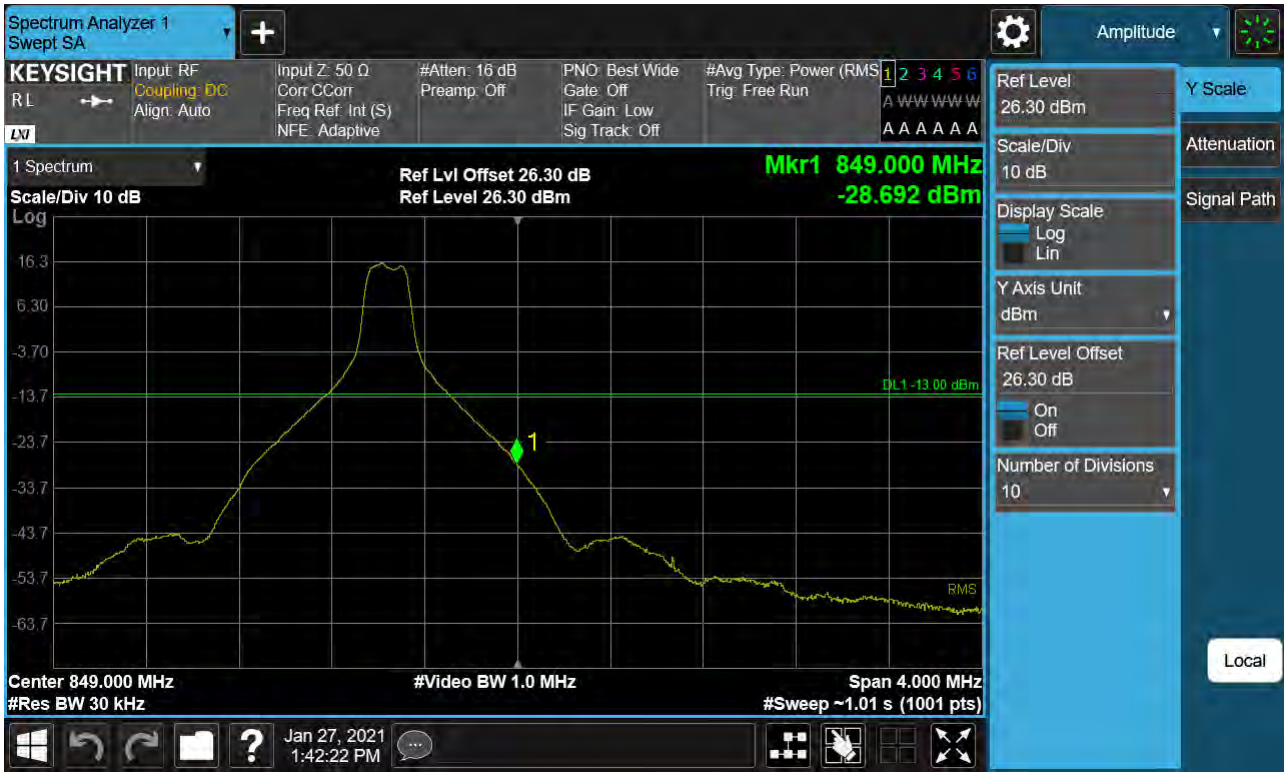 Spectrum Analyzer 1
Swept SA
Amplitude
KEYSIGHT
RL
LXI
Input: RF
Coupling: DC
Align: Auto
Input Z: 50 Ω
Corr CCorr
Freq Ref: Int (S)
NFE: Adaptive
#Atten: 16 dB
Preamp: Off
PNO: Best Wide
Gate: Off
IF Gain: Low
Sig Track: Off
#Avg Type: Power (RMS
Trig: Free Run
1 2 3 4 5 6
A W W W W W
A A A A A A
1 Spectrum
Scale/Div 10 dB
Log
Ref Lvl Offset 26.30 dB
Ref Level 26.30 dBm
Mkr1 849.000 MHz
-28.692 dBm
16.3
6.30
-3.70
-13.7
-23.7
-33.7
-43.7
-53.7
-63.7
DL1 -13.00 dBm
1
RMS
Center 849.000 MHz
#Res BW 30 kHz
#Video BW 1.0 MHz
Span 4.000 MHz
#Sweep ~1.01 s (1001 pts)
Ref Level
26.30 dBm
Scale/Div
10 dB
Display Scale
Log
Lin
Y Axis Unit
dBm
Ref Level Offset
26.30 dB
On
Off
Number of Divisions
10
Y Scale
Attenuation
Signal Path
Local
?
Jan 27, 2021
1:42:22 PM